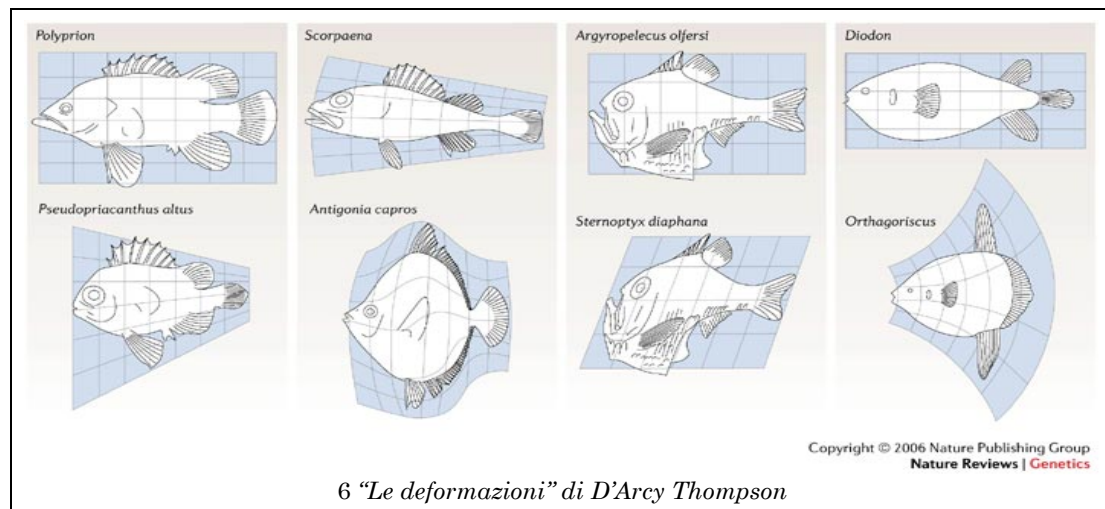 Polyprion
Scorpaena
Argyropelecus olfersi
Diodon
Pseudopriacanthus altus
Antigonia capros
Sternoptyx diaphana
Orthagoriscus
Copyright © 2006 Nature Publishing Group
Nature Reviews | Genetics
6 “Le deformazioni” di D’Arcy Thompson